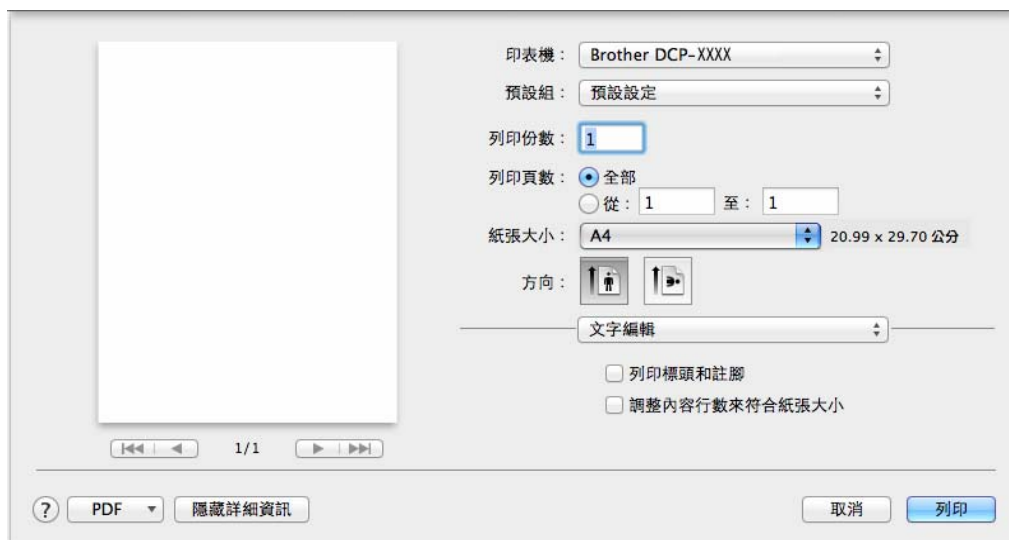 印表機： Brother DCP-XXXX
預設組： 預設設定
列印份數： 1
列印頁數： 全部
從： 1 至： 1
紙張大小： A4 20.99 x 29.70 公分
方向：
文字編輯
列印標頭和註腳
調整內容行數來符合紙張大小
1/1
? PDF 隱藏詳細資訊 取消 列印